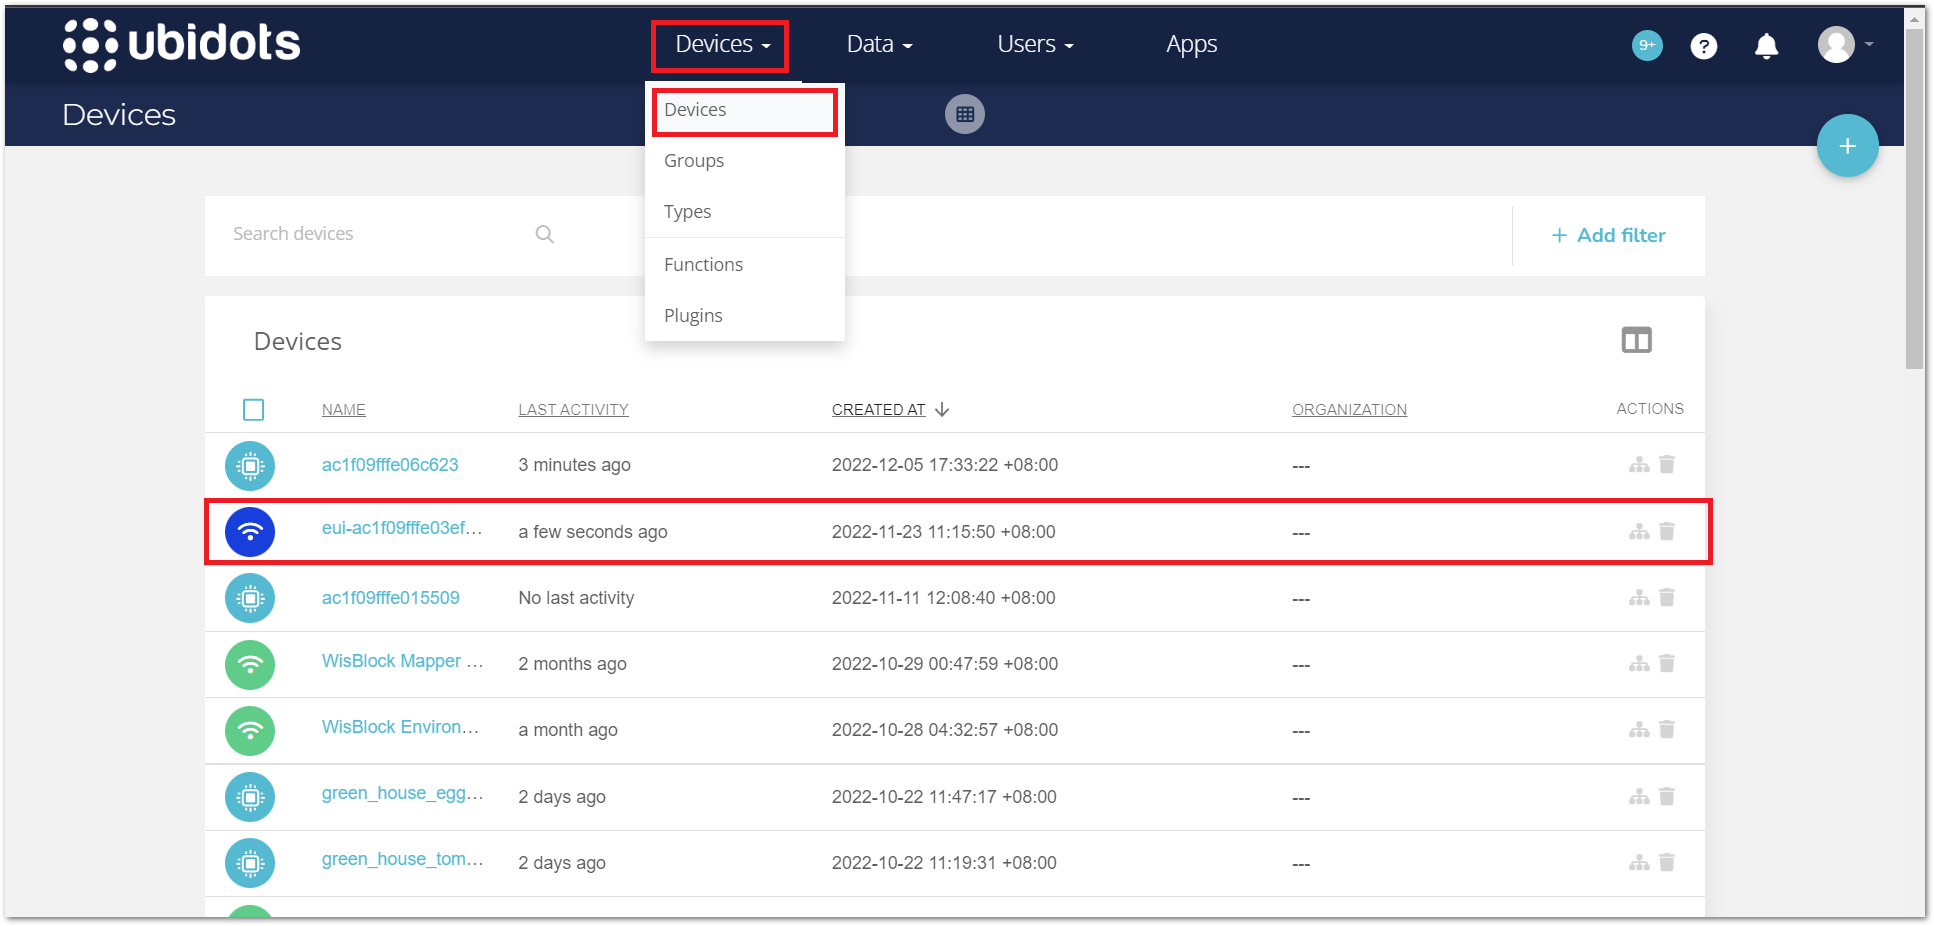 ubidots
Devices
Data
Users
Apps
9+
?
Devices
Devices
Groups
Types
Functions
Plugins
+
Search devices
+ Add filter
Devices
NAME
LAST ACTIVITY
CREATED AT
ORGANIZATION
ACTIONS
ac1f09fffe06c623
3 minutes ago
2022-12-05 17:33:22 +08:00
---
eui-ac1f09fffe03ef...
a few seconds ago
2022-11-23 11:15:50 +08:00
---
ac1f09fffe015509
No last activity
2022-11-11 12:08:40 +08:00
---
WisBlock Mapper ...
2 months ago
2022-10-29 00:47:59 +08:00
---
WisBlock Environ...
a month ago
2022-10-28 04:32:57 +08:00
---
green_house_egg...
2 days ago
2022-10-22 11:47:17 +08:00
---
green_house_tom...
2 days ago
2022-10-22 11:19:31 +08:00
---